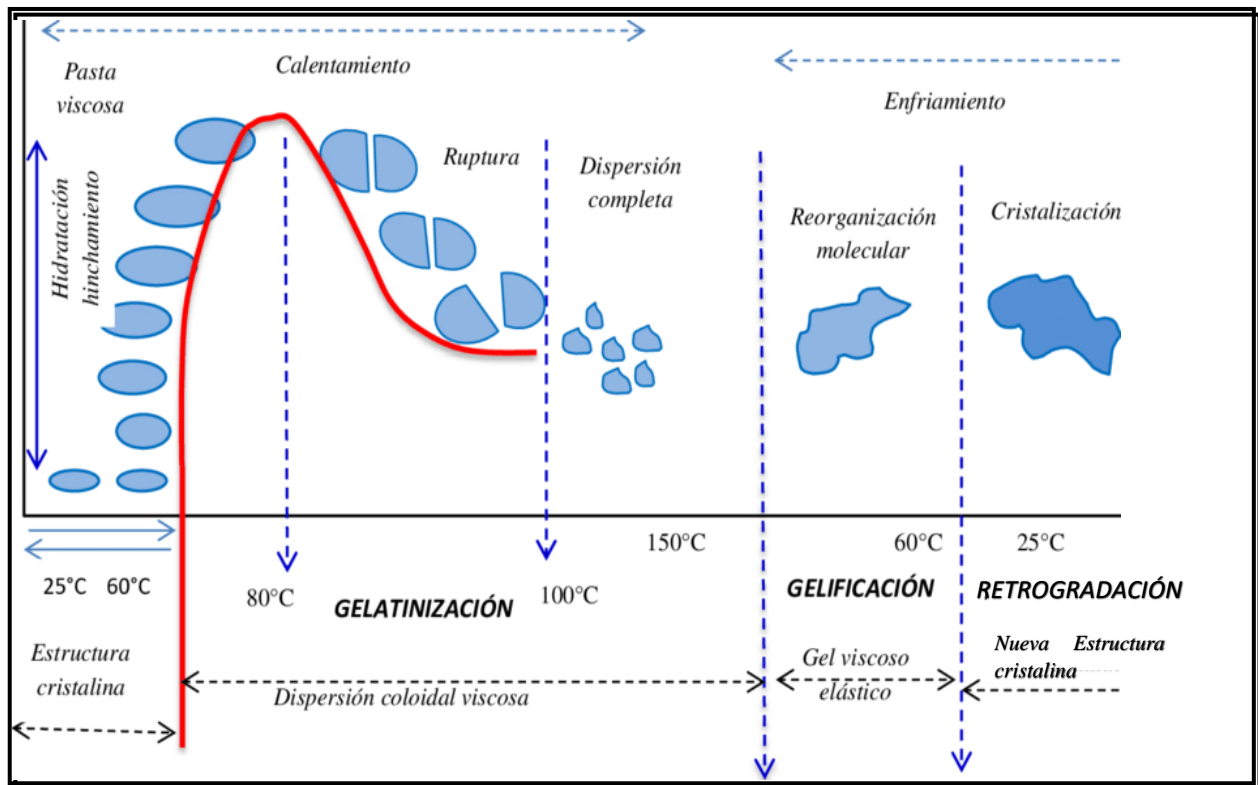 Pasta
viscosa
Calentamiento
Enfriamiento
Hidratación
hinchamiento
Ruptura
Dispersión
completa
Reorganización
molecular
Cristalización
25°C 60°C
80°C
100°C
150°C
60°C
25°C
GELATINIZACIÓN
GELIFICACIÓN
RETROGRADACIÓN
Estructura
cristalina
Dispersión coloidal viscosa
Gel viscoso
elástico
Nueva Estructura
cristalina